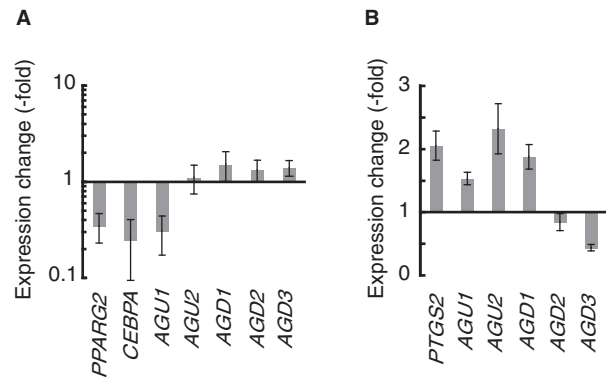 A
Expression change (-fold)
10
1
0.1
PPARG2
CEBPA
AGU1
AGU2
AGD1
AGD2
AGD3
B
Expression change (-fold)
3
2
1
0
PTGS2
AGU1
AGU2
AGD1
AGD2
AGD3